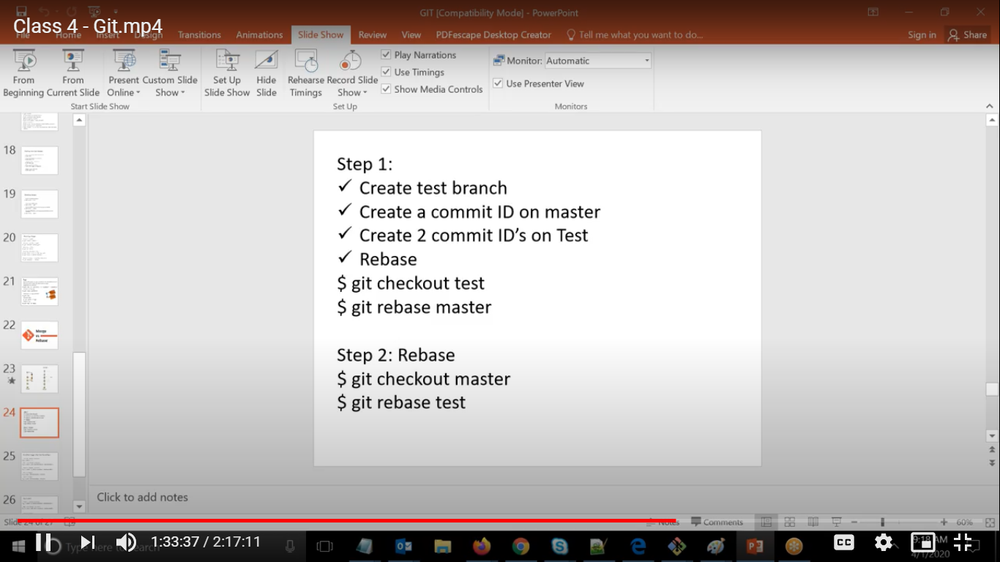 GIT [Compatibility Mode] - PowerPoint
Class 4 - Git.mp4
File Home Insert Design Transitions Animations Slide Show Review View PDFescape Desktop Creator Tell me what you want to do... Sign in Share
From Beginning
From Current Slide
Present Online
Custom Slide Show
Set Up Slide Show
Hide Slide
Rehearse Timings
Record Slide Show
Play Narrations
Use Timings
Show Media Controls
Monitor: Automatic
Use Presenter View
Start Slide Show
Set Up
Monitors
18
19
20
21
22
Merge
vs
Rebase
23
24
25
26
Step 1:
✓ Create test branch
✓ Create a commit ID on master
✓ Create 2 commit ID's on Test
✓ Rebase
$ git checkout test
$ git rebase master
Step 2: Rebase
$ git checkout master
$ git rebase test
Click to add notes
Slide 24 of 27
Notes
Comments
60%
1:33:37 / 2:17:11
Type here to search
CC
9:18 AM
4/1/2020